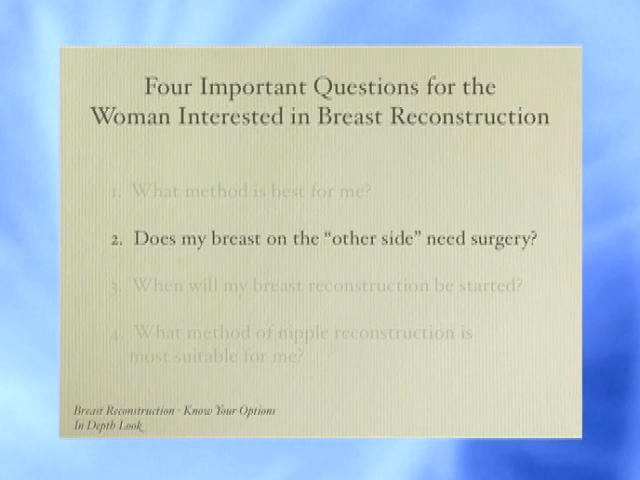 Four Important Questions for the
Woman Interested in Breast Reconstruction
1. What method is best for me?
2. Does my breast on the “other side” need surgery?
3. When will my breast reconstruction be started?
4. What method of nipple reconstruction is
most suitable for me?
Breast Reconstruction · Know Your Options
In Depth Look